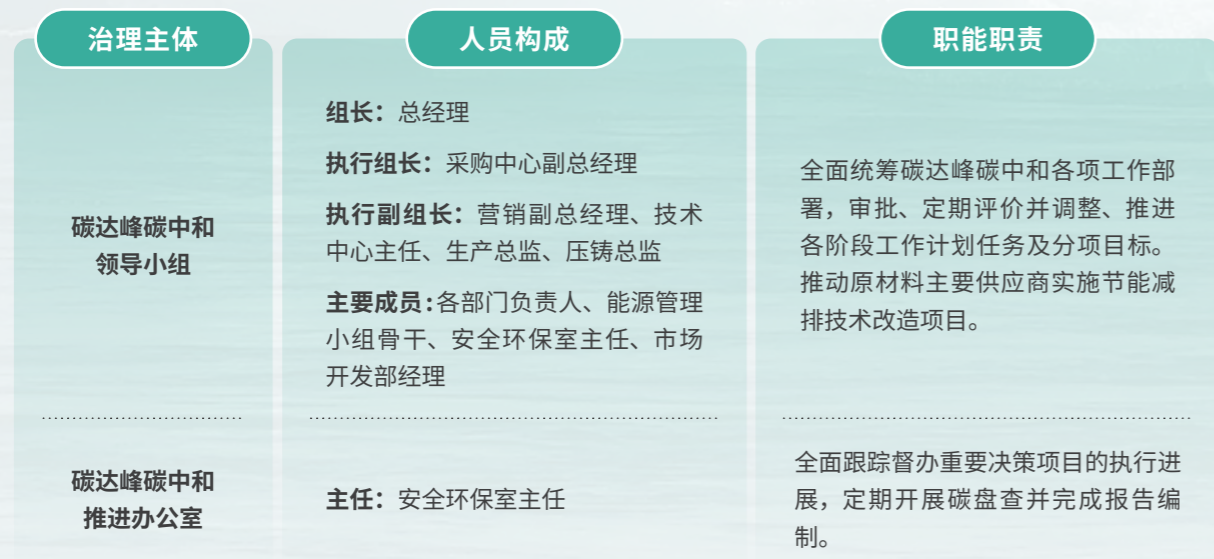 治理主体
人员构成
职能职责
碳达峰碳中和
领导小组
组长：总经理
执行组长：采购中心副总经理
执行副组长：营销副总经理、技术
中心主任、生产总监、压铸总监
主要成员:各部门负责人、能源管理
小组骨干、安全环保室主任、市场
开发部经理
全面统筹碳达峰碳中和各项工作部
署，审批、定期评价并调整、推进
各阶段工作计划任务及分项目标。
推动原材料主要供应商实施节能减
排技术改造项目。
碳达峰碳中和
推进办公室
主任：安全环保室主任
全面跟踪督办重要决策项目的执行进
展，定期开展碳盘查并完成报告编
制。